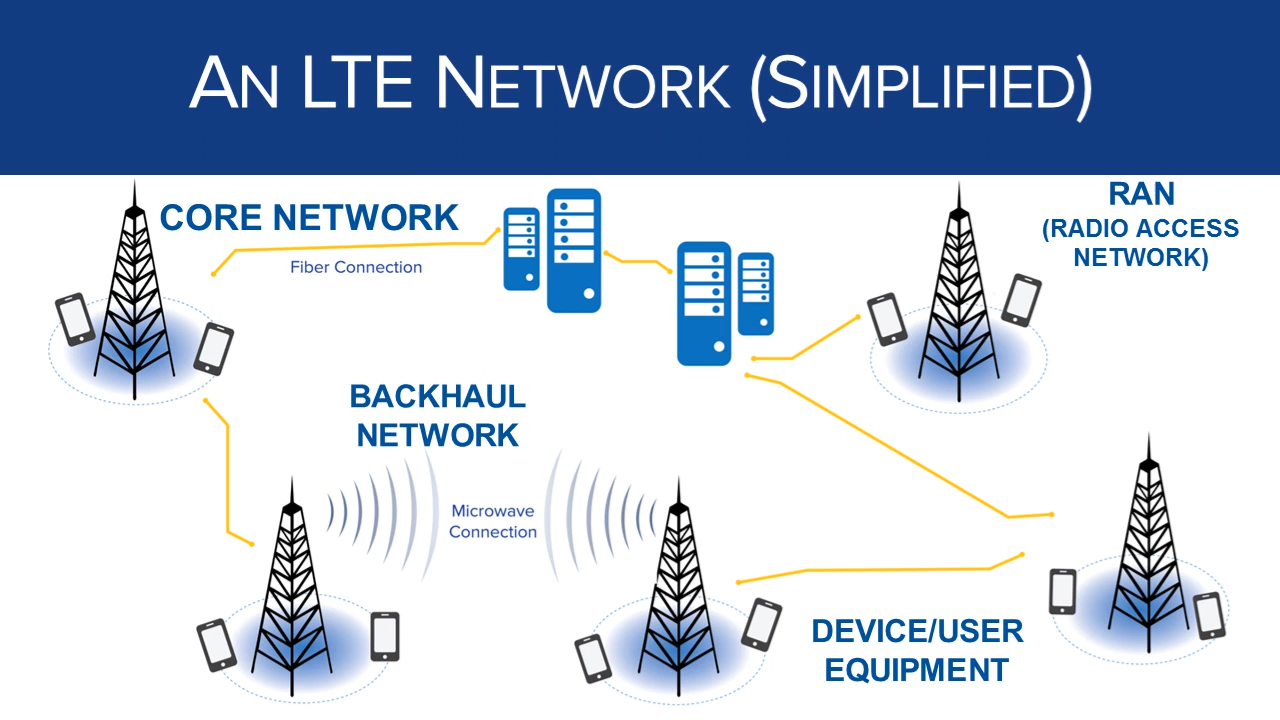 AN LTE NETWORK (SIMPLIFIED)
CORE NETWORK
Fiber Connection
RAN
(RADIO ACCESS
NETWORK)
BACKHAUL
NETWORK
Microwave
Connection
DEVICE/USER
EQUIPMENT